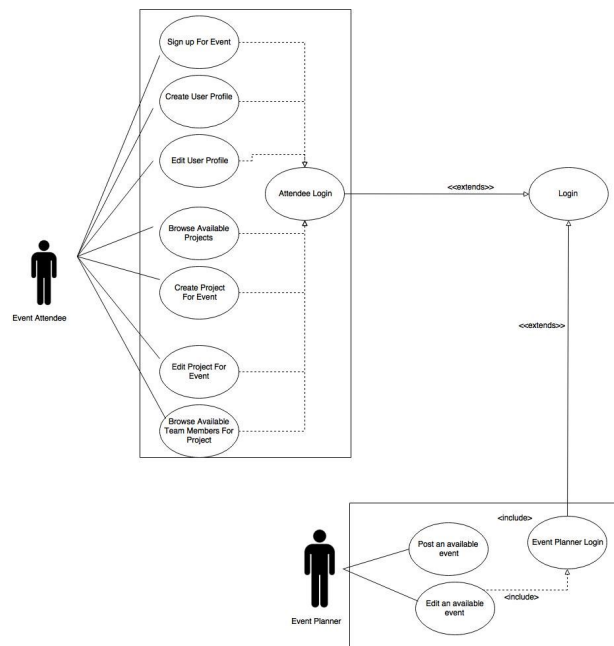 Sign up For Event
Create User Profile
Edit User Profile
Attendee Login
<<extends>>
Login
Browse Available
Projects
Create Project
For Event
Event Attendee
<<extends>>
Edit Project For
Event
Browse Available
Team Members For
Project
<include>
Post an available
event
Event Planner Login
Edit an available
event
<include>
Event Planner